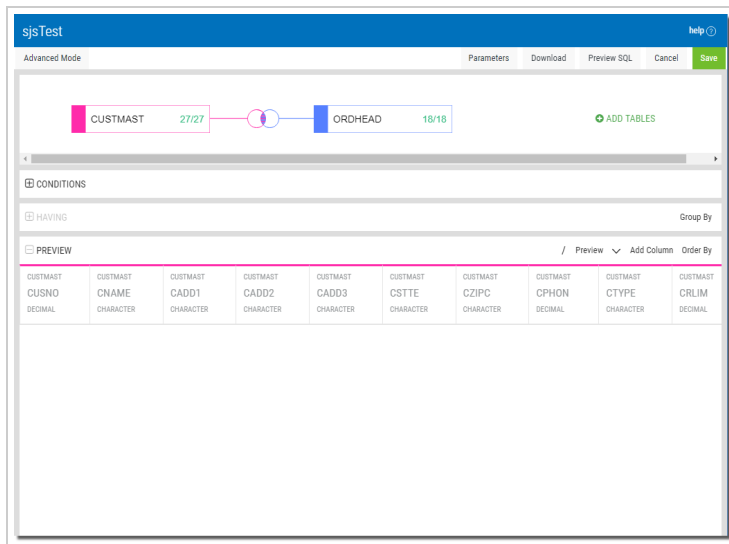 sjsTest help ?
Advanced Mode Parameters Download Preview SQL Cancel Save
CUSTMAST 27/27 ORDHEAD 18/18 ADD TABLES
CONDITIONS
HAVING Group By
PREVIEW / Preview Add Column Order By
CUSTMAST CUSTMAST CUSTMAST CUSTMAST CUSTMAST CUSTMAST CUSTMAST CUSTMAST CUSTMAST CUSTMAST
CUSNO CNAME CADD1 CADD2 CADD3 CSTTE CZIPC CPHON CTYPE CRLIM
DECIMAL CHARACTER CHARACTER CHARACTER CHARACTER CHARACTER CHARACTER DECIMAL CHARACTER DECIMAL